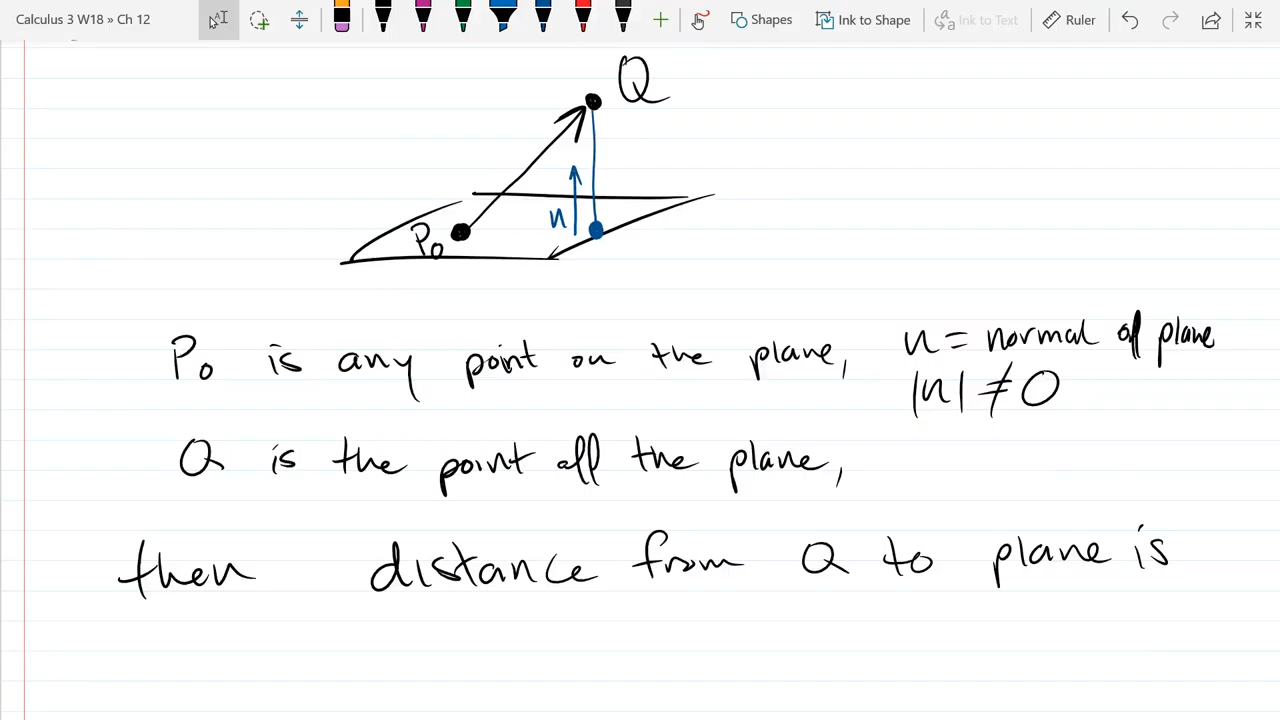 Calculus 3 W18 » Ch 12
Shapes
Ink to Shape
Ink to Text
Ruler
Q
n
P₀
P₀ is any point on the plane, n = normal of plane
|n| ≠ 0
Q is the point off the plane,
then distance from Q to plane is